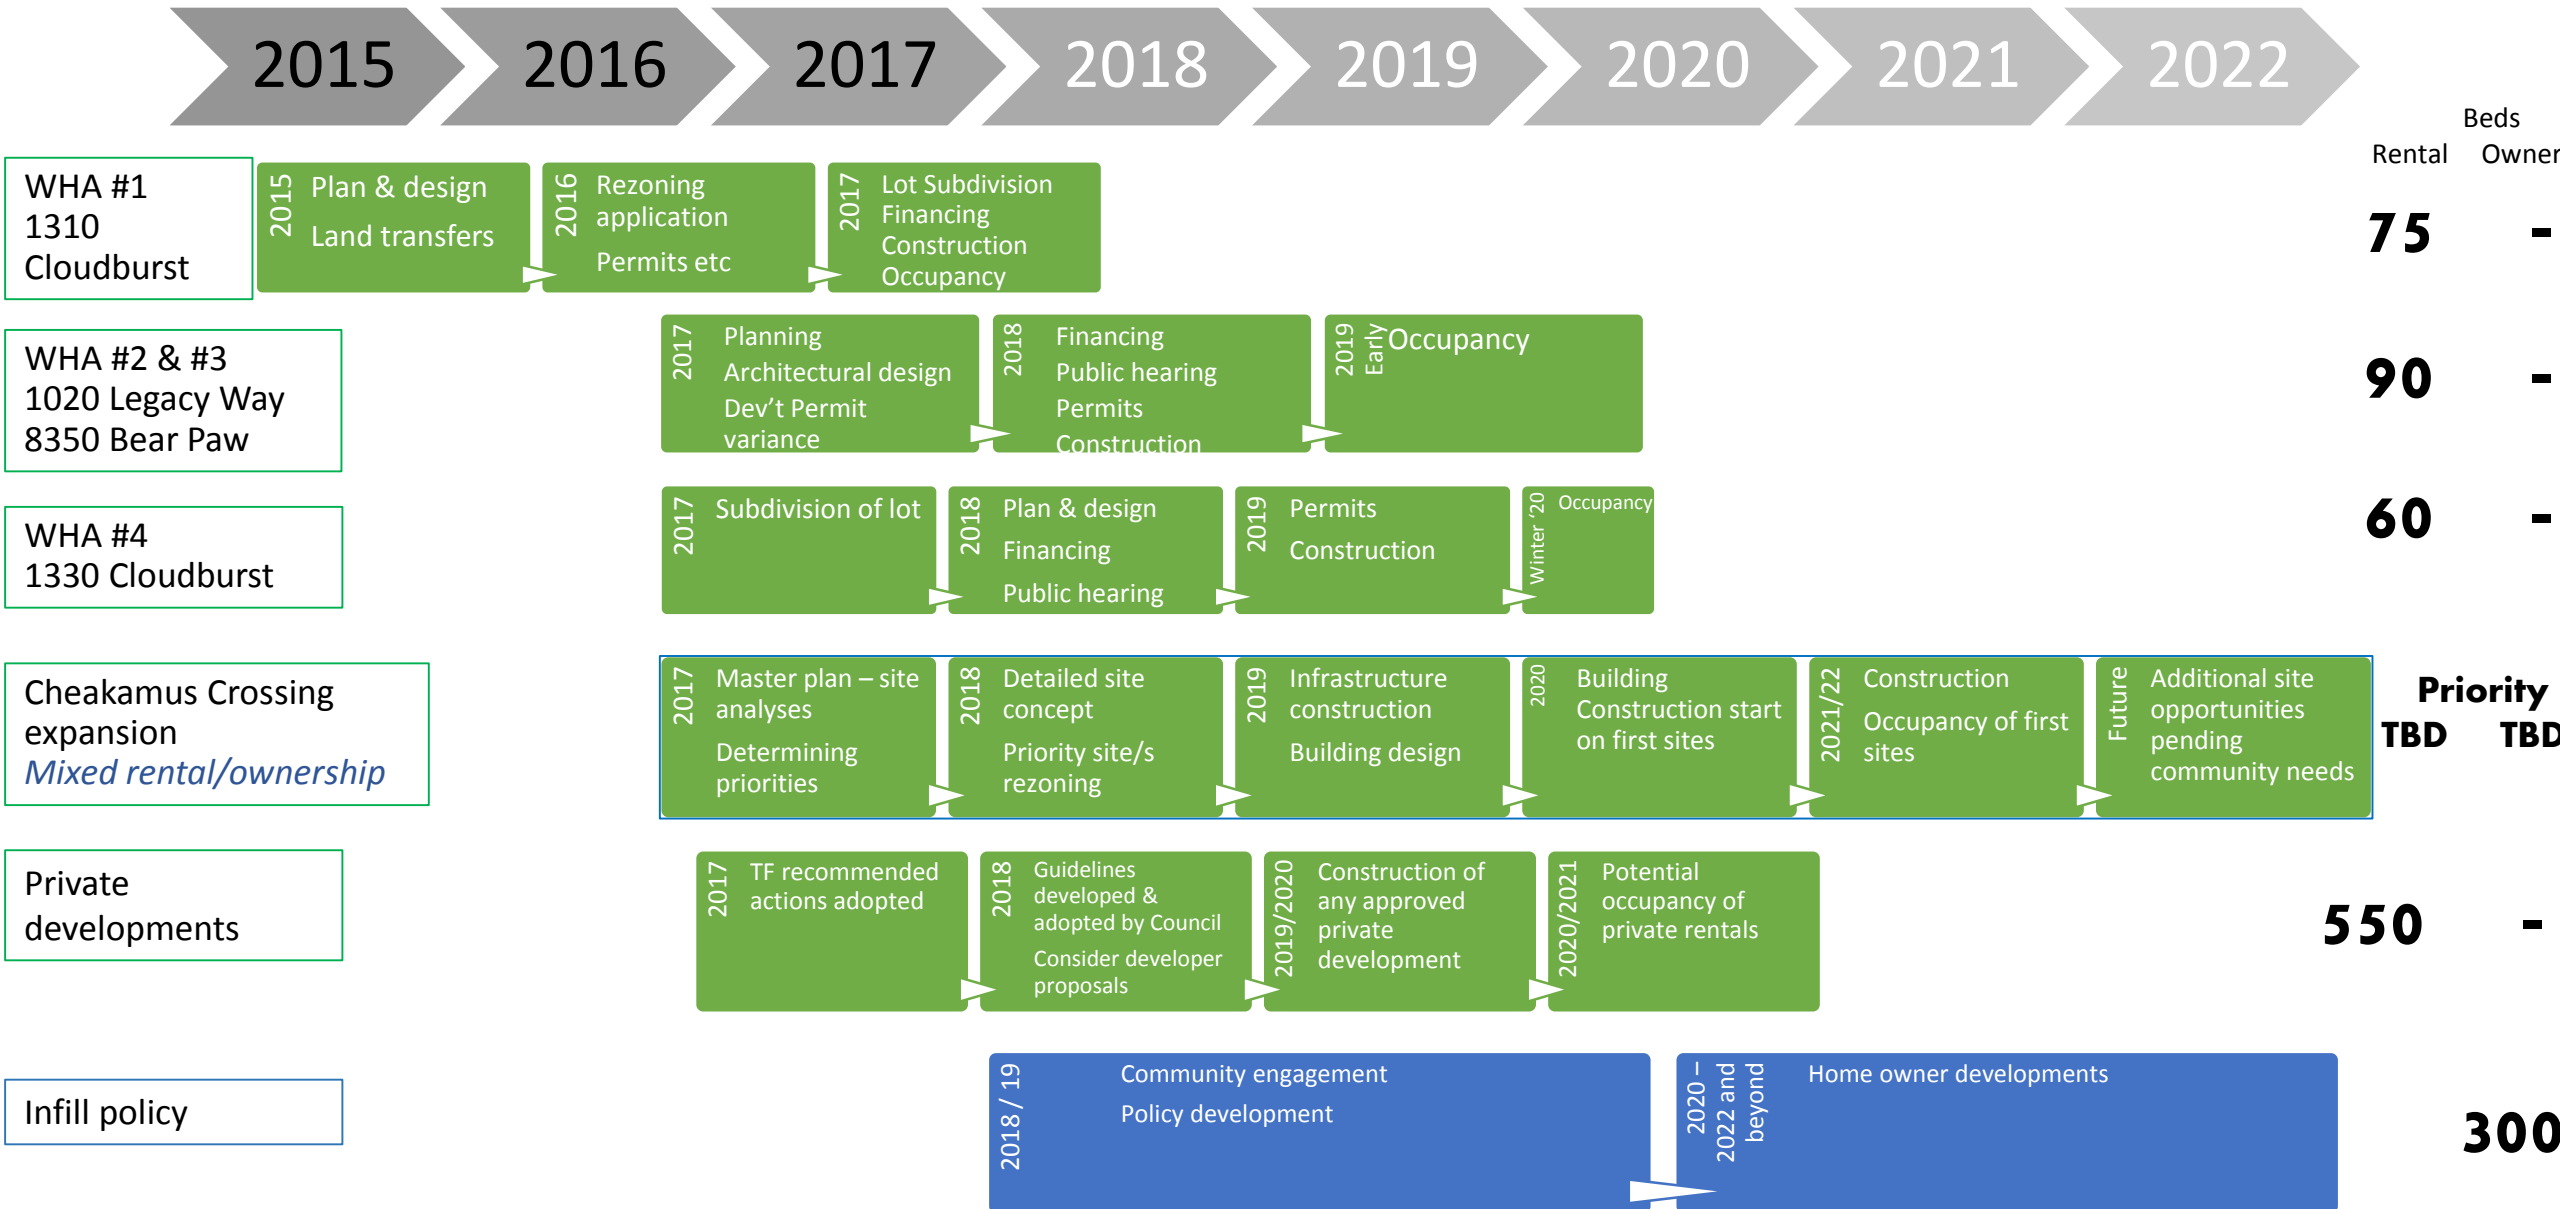 2015 2016 2017 2018 2019 2020 2021 2022
Beds
Rental Owner
WHA #1
1310
Cloudburst
2015
Plan & design
Land transfers
2016
Rezoning
application
Permits etc
2017
Lot Subdivision
Financing
Construction
Occupancy
75 -
WHA #2 & #3
1020 Legacy Way
8350 Bear Paw
2017
Planning
Architectural design
Dev’t Permit
variance
2018
Financing
Public hearing
Permits
Construction
2019
Early
Occupancy
90 -
WHA #4
1330 Cloudburst
2017
Subdivision of lot
2018
Plan & design
Financing
Public hearing
2019
Permits
Construction
Winter ‘20
Occupancy
60 -
Cheakamus Crossing
expansion
Mixed rental/ownership
2017
Master plan – site
analyses
Determining
priorities
2018
Detailed site
concept
Priority site/s
rezoning
2019
Infrastructure
construction
Building design
2020
Building
Construction start
on first sites
2021/22
Construction
Occupancy of first
sites
Future
Additional site
opportunities
pending
community needs
Priority
TBD TBD
Private
developments
2017
TF recommended
actions adopted
2018
Guidelines
developed &
adopted by Council
Consider developer
proposals
2019/2020
Construction of
any approved
private
development
2020/2021
Potential
occupancy of
private rentals
550 -
Infill policy
2018 / 19
Community engagement
Policy development
2020 –
2022 and
beyond
Home owner developments
300